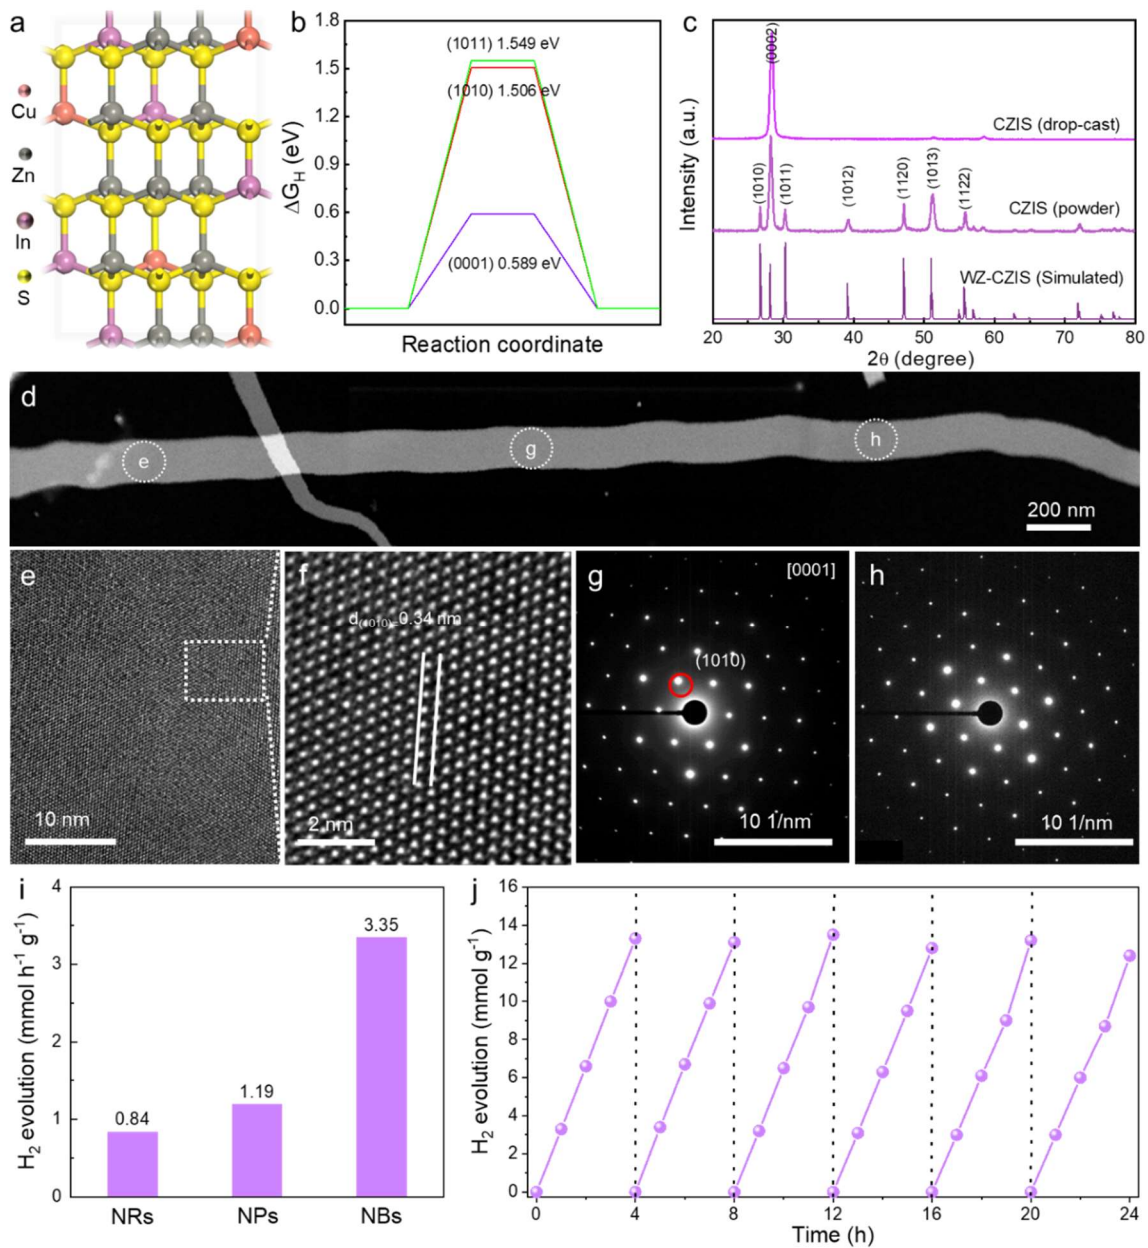 a
Cu
Zn
In
S
b
1.8
1.5
1.2
0.9
0.6
0.3
0.0
ΔG_H (eV)
(1011) 1.549 eV
(1010) 1.506 eV
(0001) 0.589 eV
Reaction coordinate
c
Intensity (a.u.)
(0002)
CZIS (drop-cast)
(1010)
(1011)
(1012)
(1120)
(1013)
(1122)
CZIS (powder)
WZ-CZIS (Simulated)
20 30 40 50 60 70 80
2θ (degree)
d
e
g
h
200 nm
e
10 nm
f
d(1010)=0.34 nm
2 nm
g
[0001]
(1010)
10 1/nm
h
10 1/nm
i
4
3
2
1
0
H₂ evolution (mmol h⁻¹ g⁻¹)
0.84
1.19
3.35
NRs NPs NBs
j
16
14
12
10
8
6
4
2
0
H₂ evolution (mmol g⁻¹)
0 4 8 12 16 20 24
Time (h)